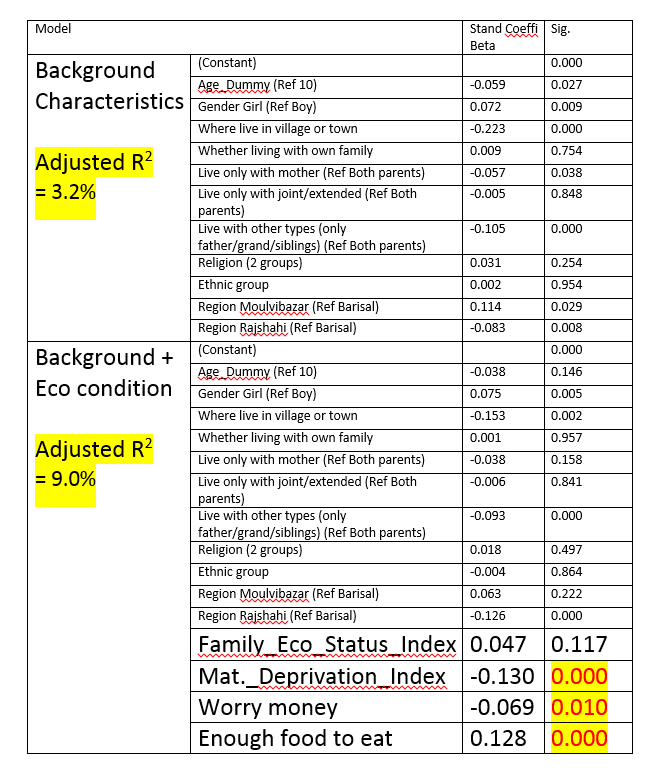 Model Stand Coeffi Sig.
Beta
Background
Characteristics
Adjusted R²
= 3.2%
(Constant) 0.000
Age_Dummy (Ref 10) -0.059 0.027
Gender Girl (Ref Boy) 0.072 0.009
Where live in village or town -0.223 0.000
Whether living with own family 0.009 0.754
Live only with mother (Ref Both parents) -0.057 0.038
Live only with joint/extended (Ref Both -0.005 0.848
parents)
Live with other types (only -0.105 0.000
father/grand/siblings) (Ref Both parents)
Religion (2 groups) 0.031 0.254
Ethnic group 0.002 0.954
Region Moulvibazar (Ref Barisal) 0.114 0.029
Region Rajshahi (Ref Barisal) -0.083 0.008
Background +
Eco condition
Adjusted R²
= 9.0%
(Constant) 0.000
Age_Dummy (Ref 10) -0.038 0.146
Gender Girl (Ref Boy) 0.075 0.005
Where live in village or town -0.153 0.002
Whether living with own family 0.001 0.957
Live only with mother (Ref Both parents) -0.038 0.158
Live only with joint/extended (Ref Both -0.006 0.841
parents)
Live with other types (only -0.093 0.000
father/grand/siblings) (Ref Both parents)
Religion (2 groups) 0.018 0.497
Ethnic group -0.004 0.864
Region Moulvibazar (Ref Barisal) 0.063 0.222
Region Rajshahi (Ref Barisal) -0.126 0.000
Family_Eco_Status_Index 0.047 0.117
Mat._Deprivation_Index -0.130 0.000
Worry money -0.069 0.010
Enough food to eat 0.128 0.000